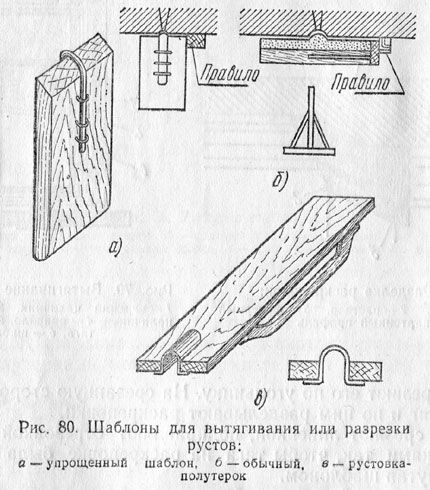 Правило
Правило
а)
б)
в)
Рис. 80. Шаблоны для вытягивания или разрезки
рустов:
а — упрощенный шаблон, б — обычный, в — рустовка-
полутерок